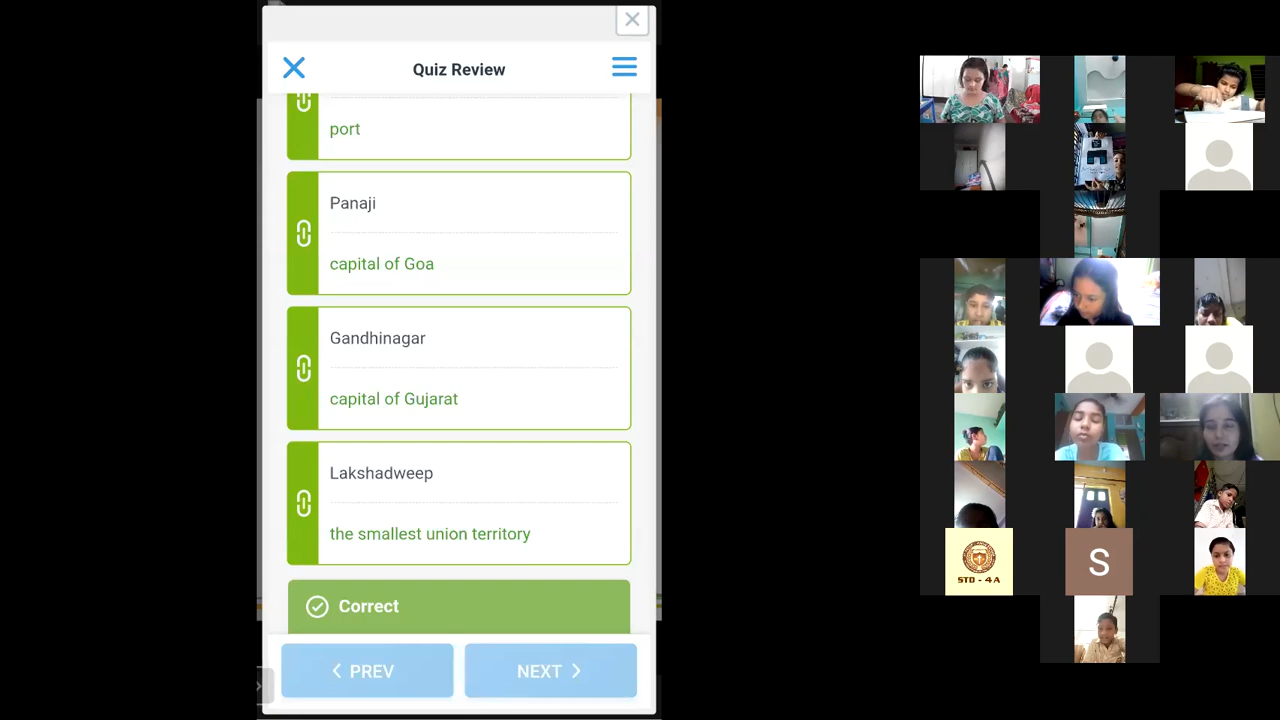 Quiz Review
port
Panaji
capital of Goa
Gandhinagar
capital of Gujarat
Lakshadweep
the smallest union territory
Correct
PREV
NEXT
STD - 4A
S